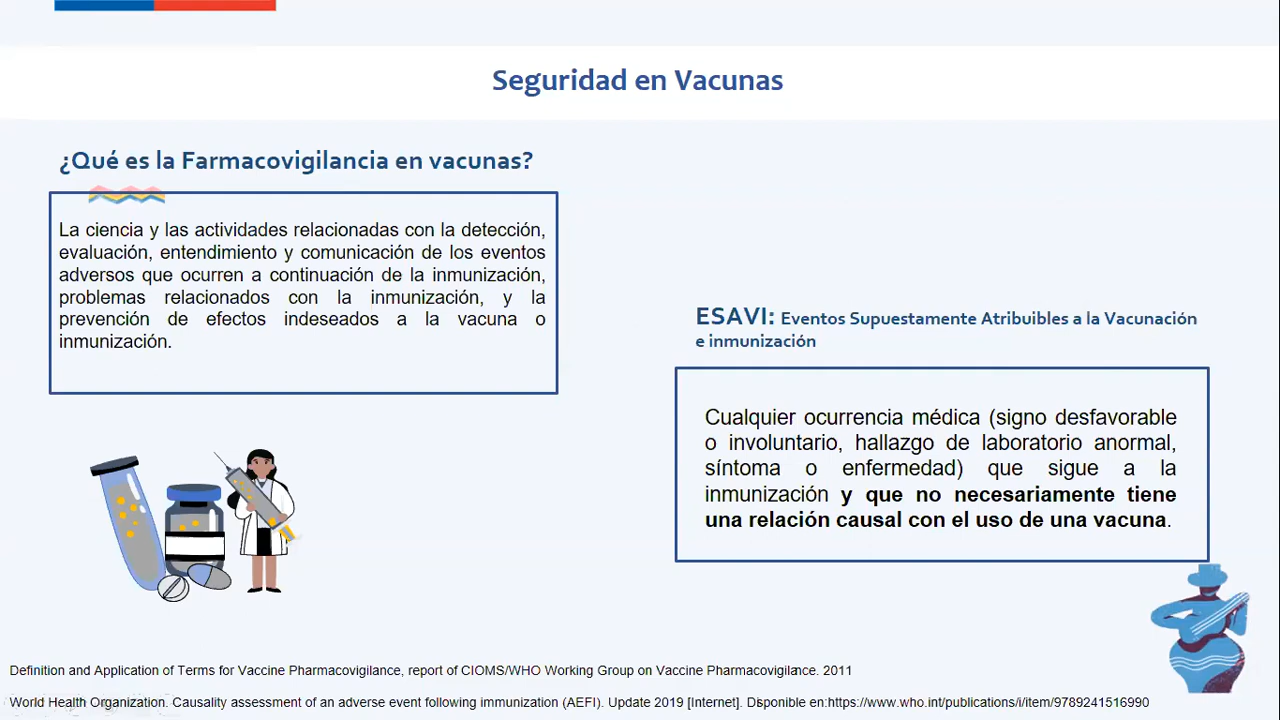 Seguridad en Vacunas
¿Qué es la Farmacovigilancia en vacunas?
La ciencia y las actividades relacionadas con la detección,
evaluación, entendimiento y comunicación de los eventos
adversos que ocurren a continuación de la inmunización,
problemas relacionados con la inmunización, y la
prevención de efectos indeseados a la vacuna o
inmunización.
ESAVI: Eventos Supuestamente Atribuibles a la Vacunación
e inmunización
Cualquier ocurrencia médica (signo desfavorable
o involuntario, hallazgo de laboratorio anormal,
síntoma o enfermedad) que sigue a la
inmunización y que no necesariamente tiene
una relación causal con el uso de una vacuna.
Definition and Application of Terms for Vaccine Pharmacovigilance, report of CIOMS/WHO Working Group on Vaccine Pharmacovigilance. 2011
World Health Organization. Causality assessment of an adverse event following immunization (AEFI). Update 2019 [Internet]. Dsponible en:https://www.who.int/publications/i/item/9789241516990